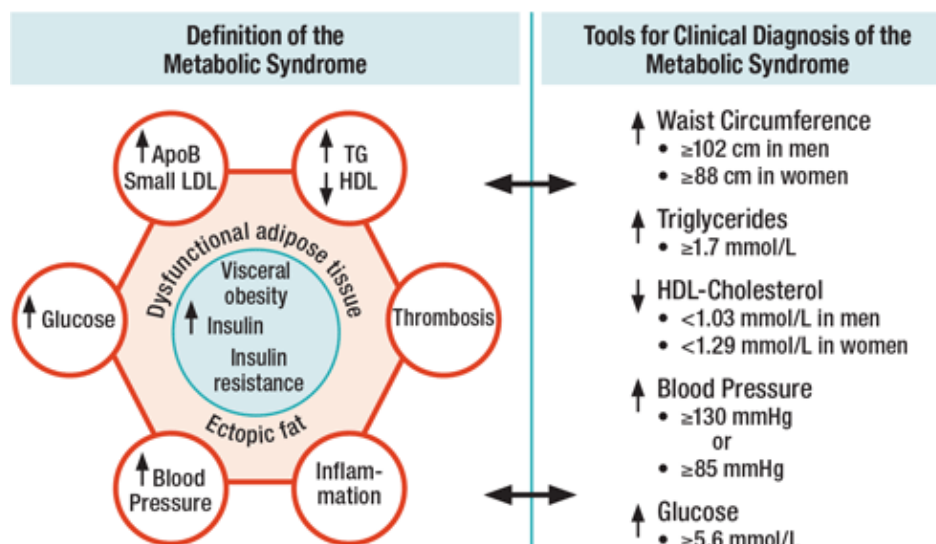 Definition of the
Metabolic Syndrome
↑ ApoB
Small LDL
↑ TG
↓ HDL
Dysfunctional adipose tissue
Visceral
obesity
↑ Insulin
Insulin
resistance
Ectopic fat
↑ Glucose
Thrombosis
↑ Blood
Pressure
Inflam-
mation
Tools for Clinical Diagnosis of the
Metabolic Syndrome
↑ Waist Circumference
• ≥102 cm in men
• ≥88 cm in women
↑ Triglycerides
• ≥1.7 mmol/L
↓ HDL-Cholesterol
• <1.03 mmol/L in men
• <1.29 mmol/L in women
↑ Blood Pressure
• ≥130 mmHg
or
• ≥85 mmHg
↑ Glucose
• ≥5.6 mmol/L